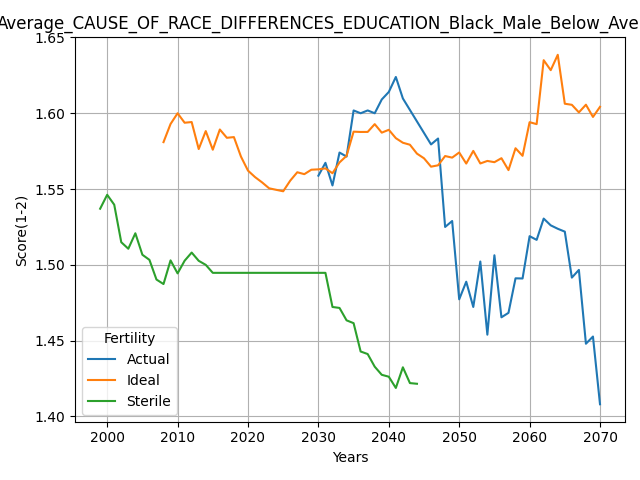 Average_CAUSE_OF_RACE_DIFFERENCES_EDUCATION_Black_Male_Below_Ave
1.65
1.60
1.55
1.50
1.45
1.40
Score(1-2)
Fertility
Actual
Ideal
Sterile
2000 2010 2020 2030 2040 2050 2060 2070
Years